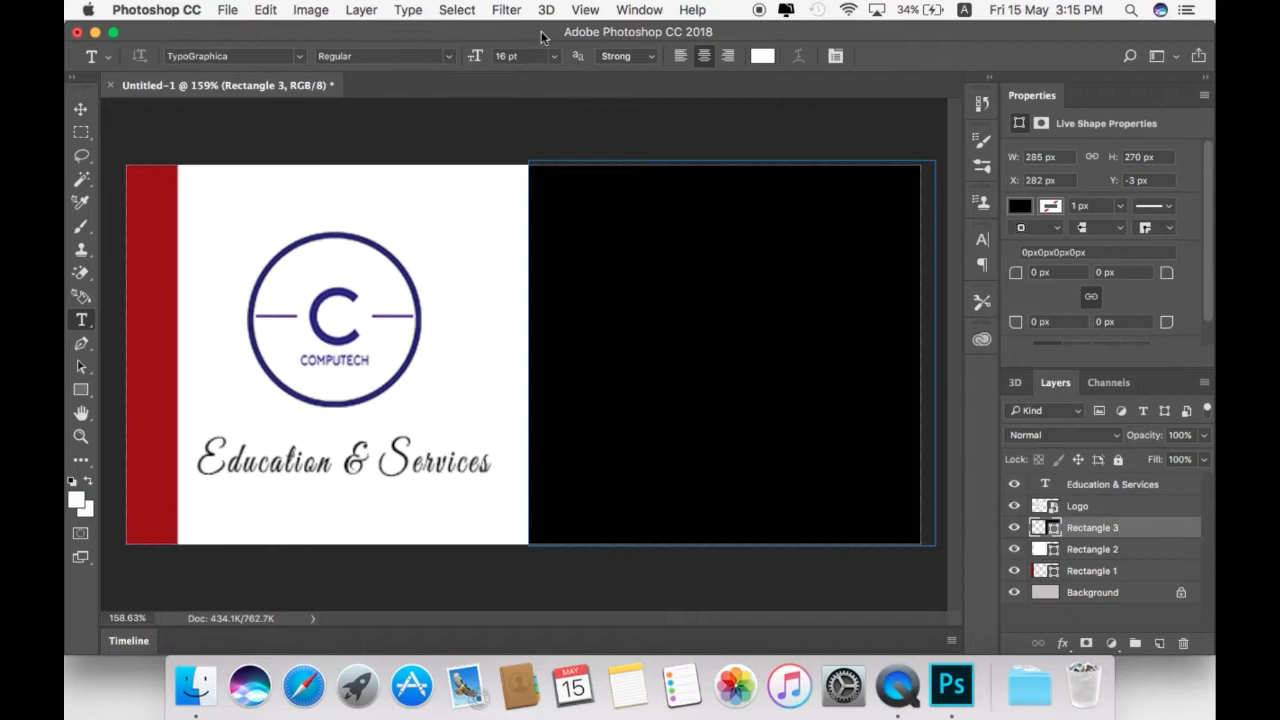 Photoshop CC File Edit Image Layer Type Select Filter 3D View Window Help 34% A Fri 15 May 3:15 PM
Adobe Photoshop CC 2018
T TypoGraphica Regular 16 pt Strong
× Untitled-1 @ 159% (Rectangle 3, RGB/8) *
Properties
Live Shape Properties
W: 285 px H: 270 px
X: 282 px Y: -3 px
1 px
0px0px0px0px
0 px 0 px
0 px 0 px
C
COMPUTECH
Education & Services
3D Layers Channels
Kind
Normal Opacity: 100%
Lock: Fill: 100%
T Education & Services
Logo
Rectangle 3
Rectangle 2
Rectangle 1
Background
fx
158.63% Doc: 434.1K/762.7K
Timeline
MAY
15
Ps